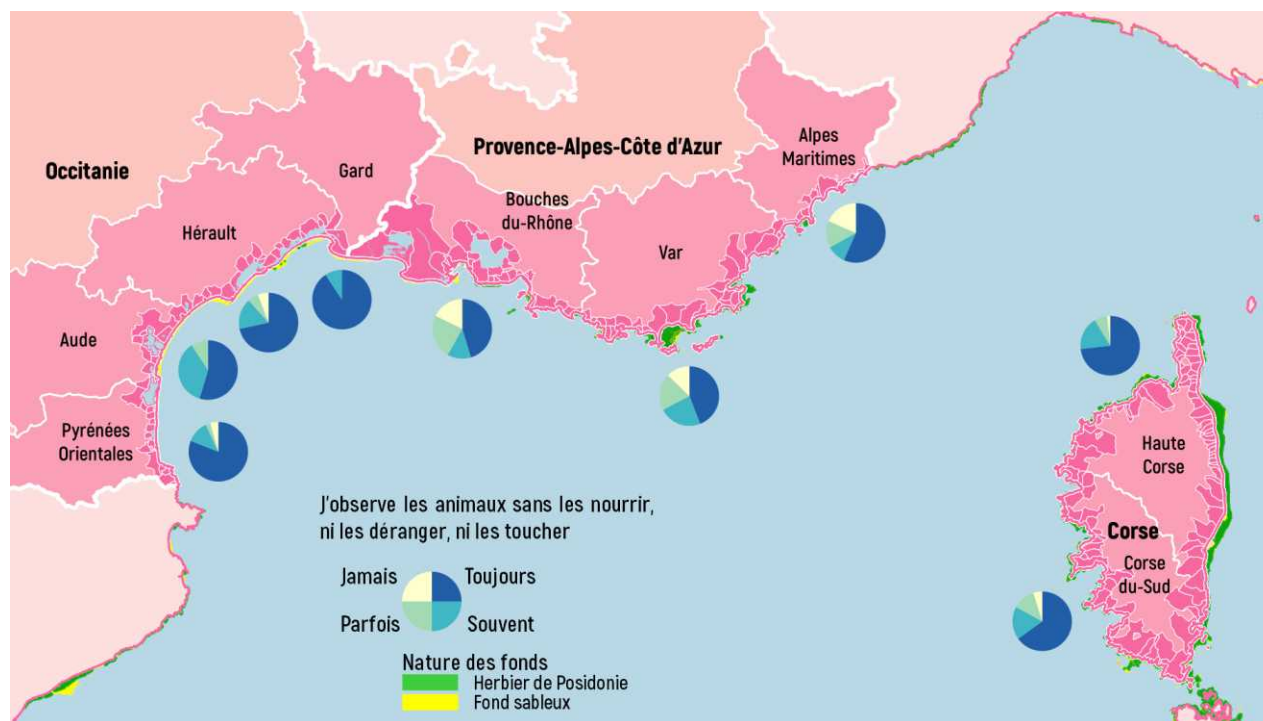 Occitanie
Provence-Alpes-Côte d'Azur
Alpes
Maritimes
Gard
Bouches
du-Rhône
Hérault
Var
Aude
Pyrénées
Orientales
Haute
Corse
Corse
Corse
du-Sud
J'observe les animaux sans les nourrir,
ni les déranger, ni les toucher
Jamais Toujours
Parfois Souvent
Nature des fonds
Herbier de Posidonie
Fond sableux